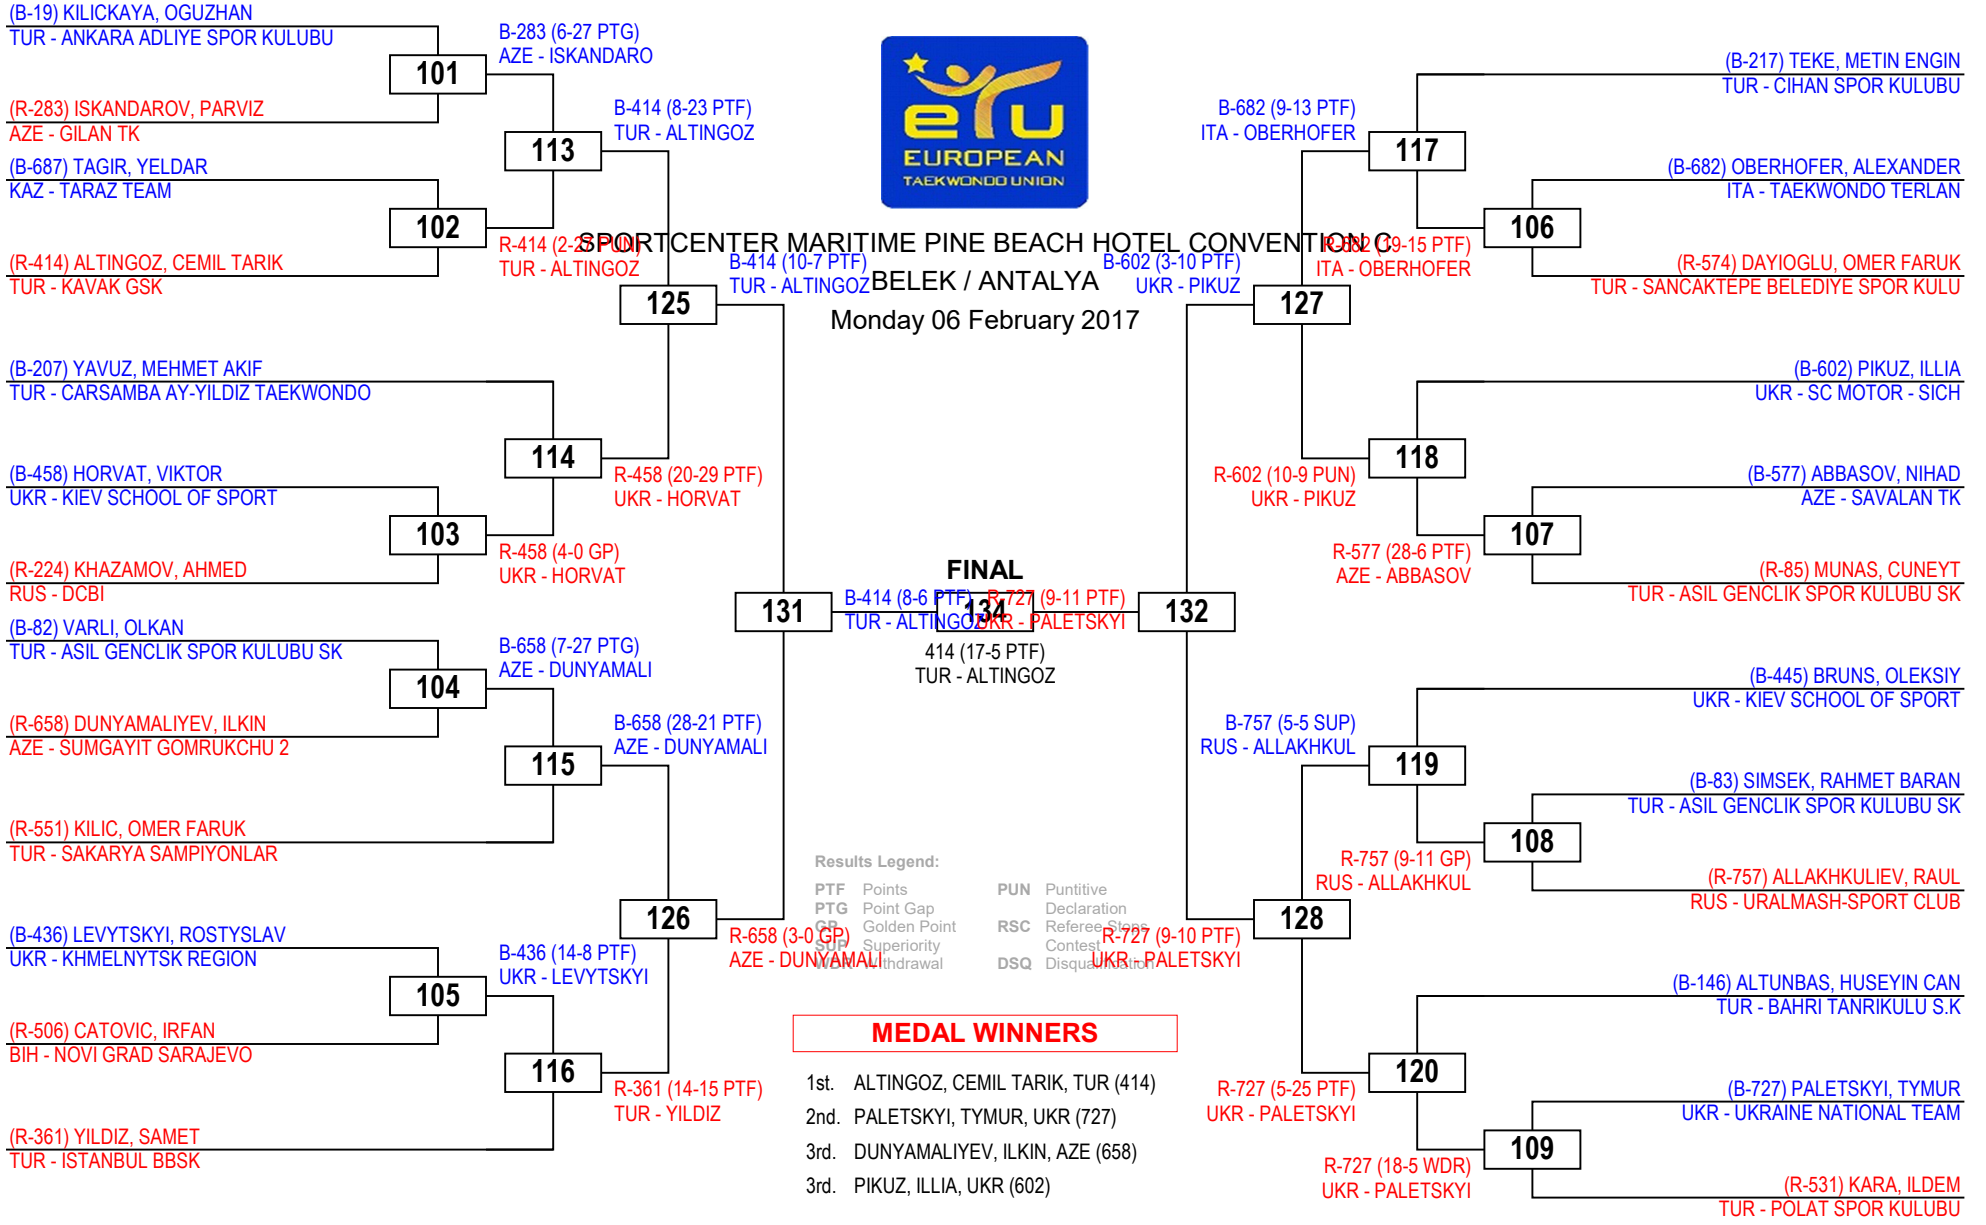 (B-19) KILICKAYA, OGUZHAN
TUR - ANKARA ADLIYE SPOR KULUBU
101
(R-283) ISKANDAROV, PARVIZ
AZE - GILAN TK
B-283 (6-27 PTG)
AZE - ISKANDARO
113
(B-687) TAGIR, YELDAR
KAZ - TARAZ TEAM
102
(R-414) ALTINGOZ, CEMIL TARIK
TUR - KAVAK GSK
R-414 (2-27 PUN)
TUR - ALTINGOZ
B-414 (8-23 PTF)
TUR - ALTINGOZ
125
(B-207) YAVUZ, MEHMET AKIF
TUR - CARSAMBA AY-YILDIZ TAEKWONDO
114
(B-458) HORVAT, VIKTOR
UKR - KIEV SCHOOL OF SPORT
103
(R-224) KHAZAMOV, AHMED
RUS - DCBI
R-458 (4-0 GP)
UKR - HORVAT
R-458 (20-29 PTF)
UKR - HORVAT
B-414 (10-7 PTF)
TUR - ALTINGOZ
131
(B-82) VARLI, OLKAN
TUR - ASIL GENCLIK SPOR KULUBU SK
104
(R-658) DUNYAMALIYEV, ILKIN
AZE - SUMGAYIT GOMRUKCHU 2
B-658 (7-27 PTG)
AZE - DUNYAMALI
115
(R-551) KILIC, OMER FARUK
TUR - SAKARYA SAMPIYONLAR
B-658 (28-21 PTF)
AZE - DUNYAMALI
126
(B-436) LEVYTSKYI, ROSTYSLAV
UKR - KHMELNYTSK REGION
105
(R-506) CATOVIC, IRFAN
BIH - NOVI GRAD SARAJEVO
B-436 (14-8 PTF)
UKR - LEVYTSKYI
116
(R-361) YILDIZ, SAMET
TUR - ISTANBUL BBSK
R-361 (14-15 PTF)
TUR - YILDIZ
R-658 (3-0 GP)
AZE - DUNYAMALI
eTu
EUROPEAN
TAEKWONDO UNION
SPORTCENTER MARITIME PINE BEACH HOTEL CONVENTION C
BELEK / ANTALYA
Monday 06 February 2017
FINAL
B-414 (8-6 PTF)
TUR - ALTINGOZ
134
R-727 (9-11 PTF)
UKR - PALETSKYI
414 (17-5 PTF)
TUR - ALTINGOZ
Results Legend:
PTF Points
PTG Point Gap
GP Golden Point
SUP Superiority
WDR Withdrawal
PUN Puntitive
Declaration
RSC Referee Stops
Contest
DSQ Disqualification
MEDAL WINNERS
1st. ALTINGOZ, CEMIL TARIK, TUR (414)
2nd. PALETSKYI, TYMUR, UKR (727)
3rd. DUNYAMALIYEV, ILKIN, AZE (658)
3rd. PIKUZ, ILLIA, UKR (602)
(B-217) TEKE, METIN ENGIN
TUR - CIHAN SPOR KULUBU
117
(B-682) OBERHOFER, ALEXANDER
ITA - TAEKWONDO TERLAN
106
(R-574) DAYIOGLU, OMER FARUK
TUR - SANCAKTEPE BELEDIYE SPOR KULU
R-682 (19-15 PTF)
ITA - OBERHOFER
B-682 (9-13 PTF)
ITA - OBERHOFER
127
(B-602) PIKUZ, ILLIA
UKR - SC MOTOR - SICH
118
(B-577) ABBASOV, NIHAD
AZE - SAVALAN TK
107
(R-85) MUNAS, CUNEYT
TUR - ASIL GENCLIK SPOR KULUBU SK
R-577 (28-6 PTF)
AZE - ABBASOV
R-602 (10-9 PUN)
UKR - PIKUZ
B-602 (3-10 PTF)
UKR - PIKUZ
132
(B-445) BRUNS, OLEKSIY
UKR - KIEV SCHOOL OF SPORT
119
(B-83) SIMSEK, RAHMET BARAN
TUR - ASIL GENCLIK SPOR KULUBU SK
108
(R-757) ALLAKHKULIEV, RAUL
RUS - URALMASH-SPORT CLUB
R-757 (9-11 GP)
RUS - ALLAKHKUL
B-757 (5-5 SUP)
RUS - ALLAKHKUL
128
(B-146) ALTUNBAS, HUSEYIN CAN
TUR - BAHRI TANRIKULU S.K
120
(B-727) PALETSKYI, TYMUR
UKR - UKRAINE NATIONAL TEAM
109
(R-531) KARA, ILDEM
TUR - POLAT SPOR KULUBU
R-727 (18-5 WDR)
UKR - PALETSKYI
R-727 (5-25 PTF)
UKR - PALETSKYI
R-727 (9-10 PTF)
UKR - PALETSKYI